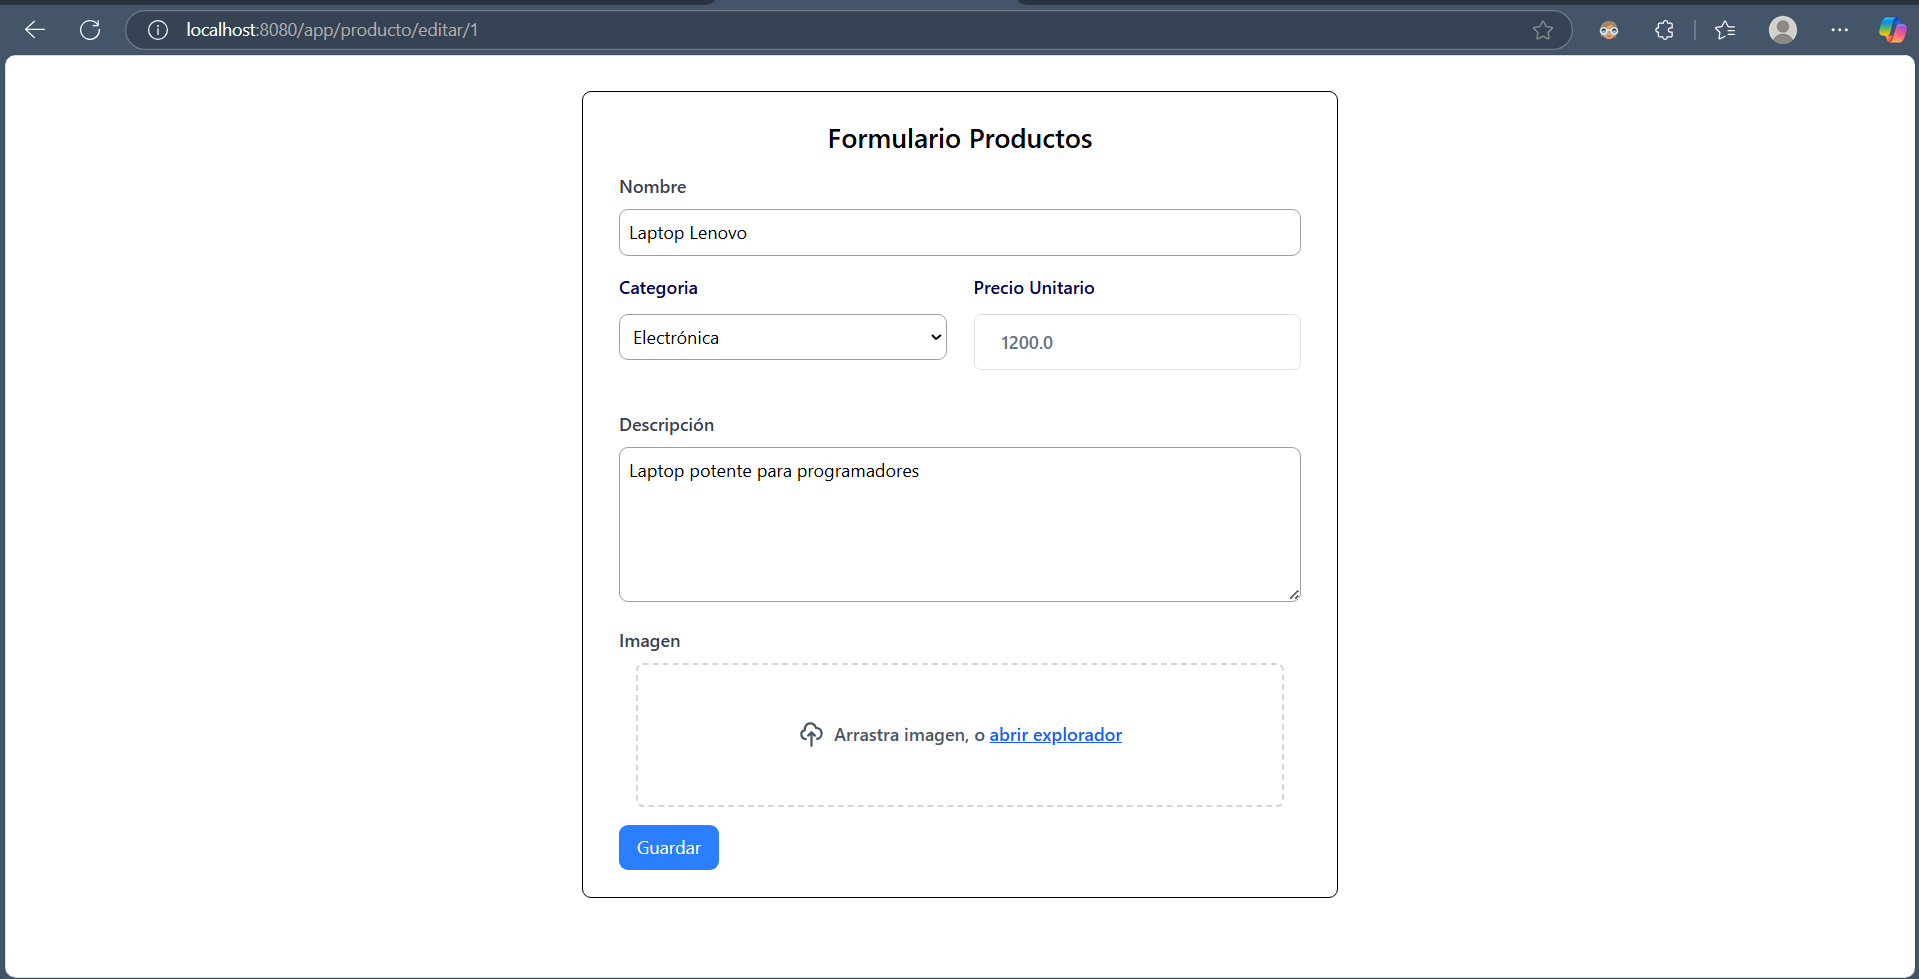 localhost:8080/app/producto/editar/1
Formulario Productos
Nombre
Laptop Lenovo
Categoria
Precio Unitario
Electrónica
1200.0
Descripción
Laptop potente para programadores
Imagen
Arrastra imagen, o abrir explorador
Guardar